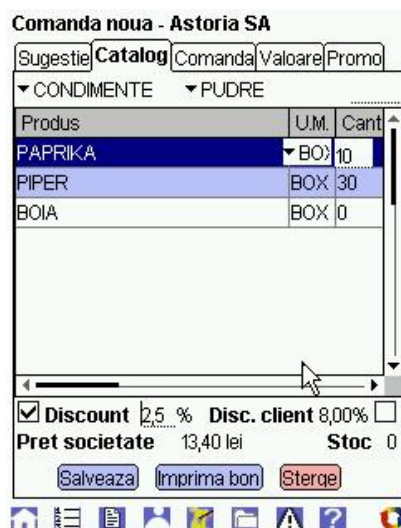 Comanda noua - Astoria SA
Sugestie Catalog Comanda Valoare Promo
CONDIMENTE PUDRE
Produs U.M. Cant
PAPRIKA BOX 10
PIPER BOX 30
BOIA BOX 0
Discount 2,5 % Disc. client 8,00%
Pret societate 13,40 lei Stoc 0
Salveaza Imprima bon Sterge